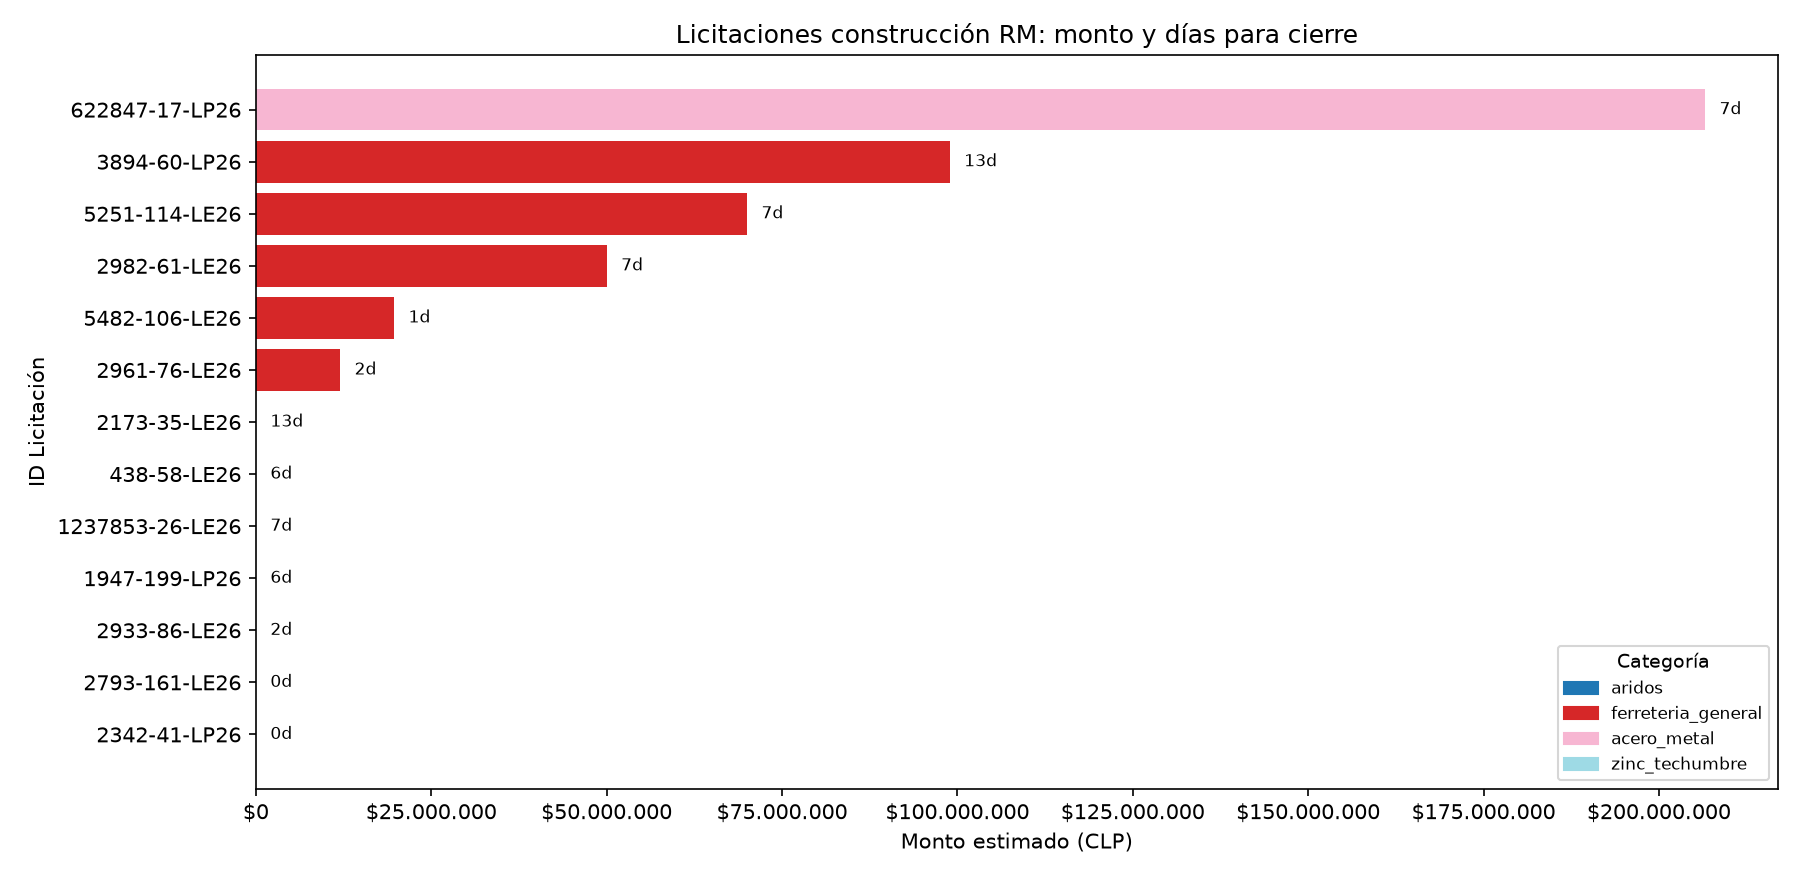 Licitaciones construcción RM: monto y días para cierre
ID Licitación
622847-17-LP26 7d
3894-60-LP26 13d
5251-114-LE26 7d
2982-61-LE26 7d
5482-106-LE26 1d
2961-76-LE26 2d
2173-35-LE26 13d
438-58-LE26 6d
1237853-26-LE26 7d
1947-199-LP26 6d
2933-86-LE26 2d
2793-161-LE26 0d
2342-41-LP26 0d
Categoría
aridos
ferreteria_general
acero_metal
zinc_techumbre
$0 $25.000.000 $50.000.000 $75.000.000 $100.000.000 $125.000.000 $150.000.000 $175.000.000 $200.000.000
Monto estimado (CLP)